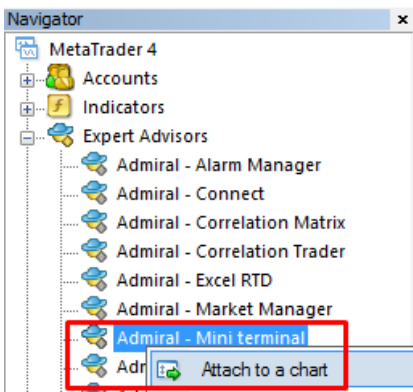 Navigator
MetaTrader 4
Accounts
Indicators
Expert Advisors
Admiral - Alarm Manager
Admiral - Connect
Admiral - Correlation Matrix
Admiral - Correlation Trader
Admiral - Excel RTD
Admiral - Market Manager
Admiral - Mini terminal
Attach to a chart